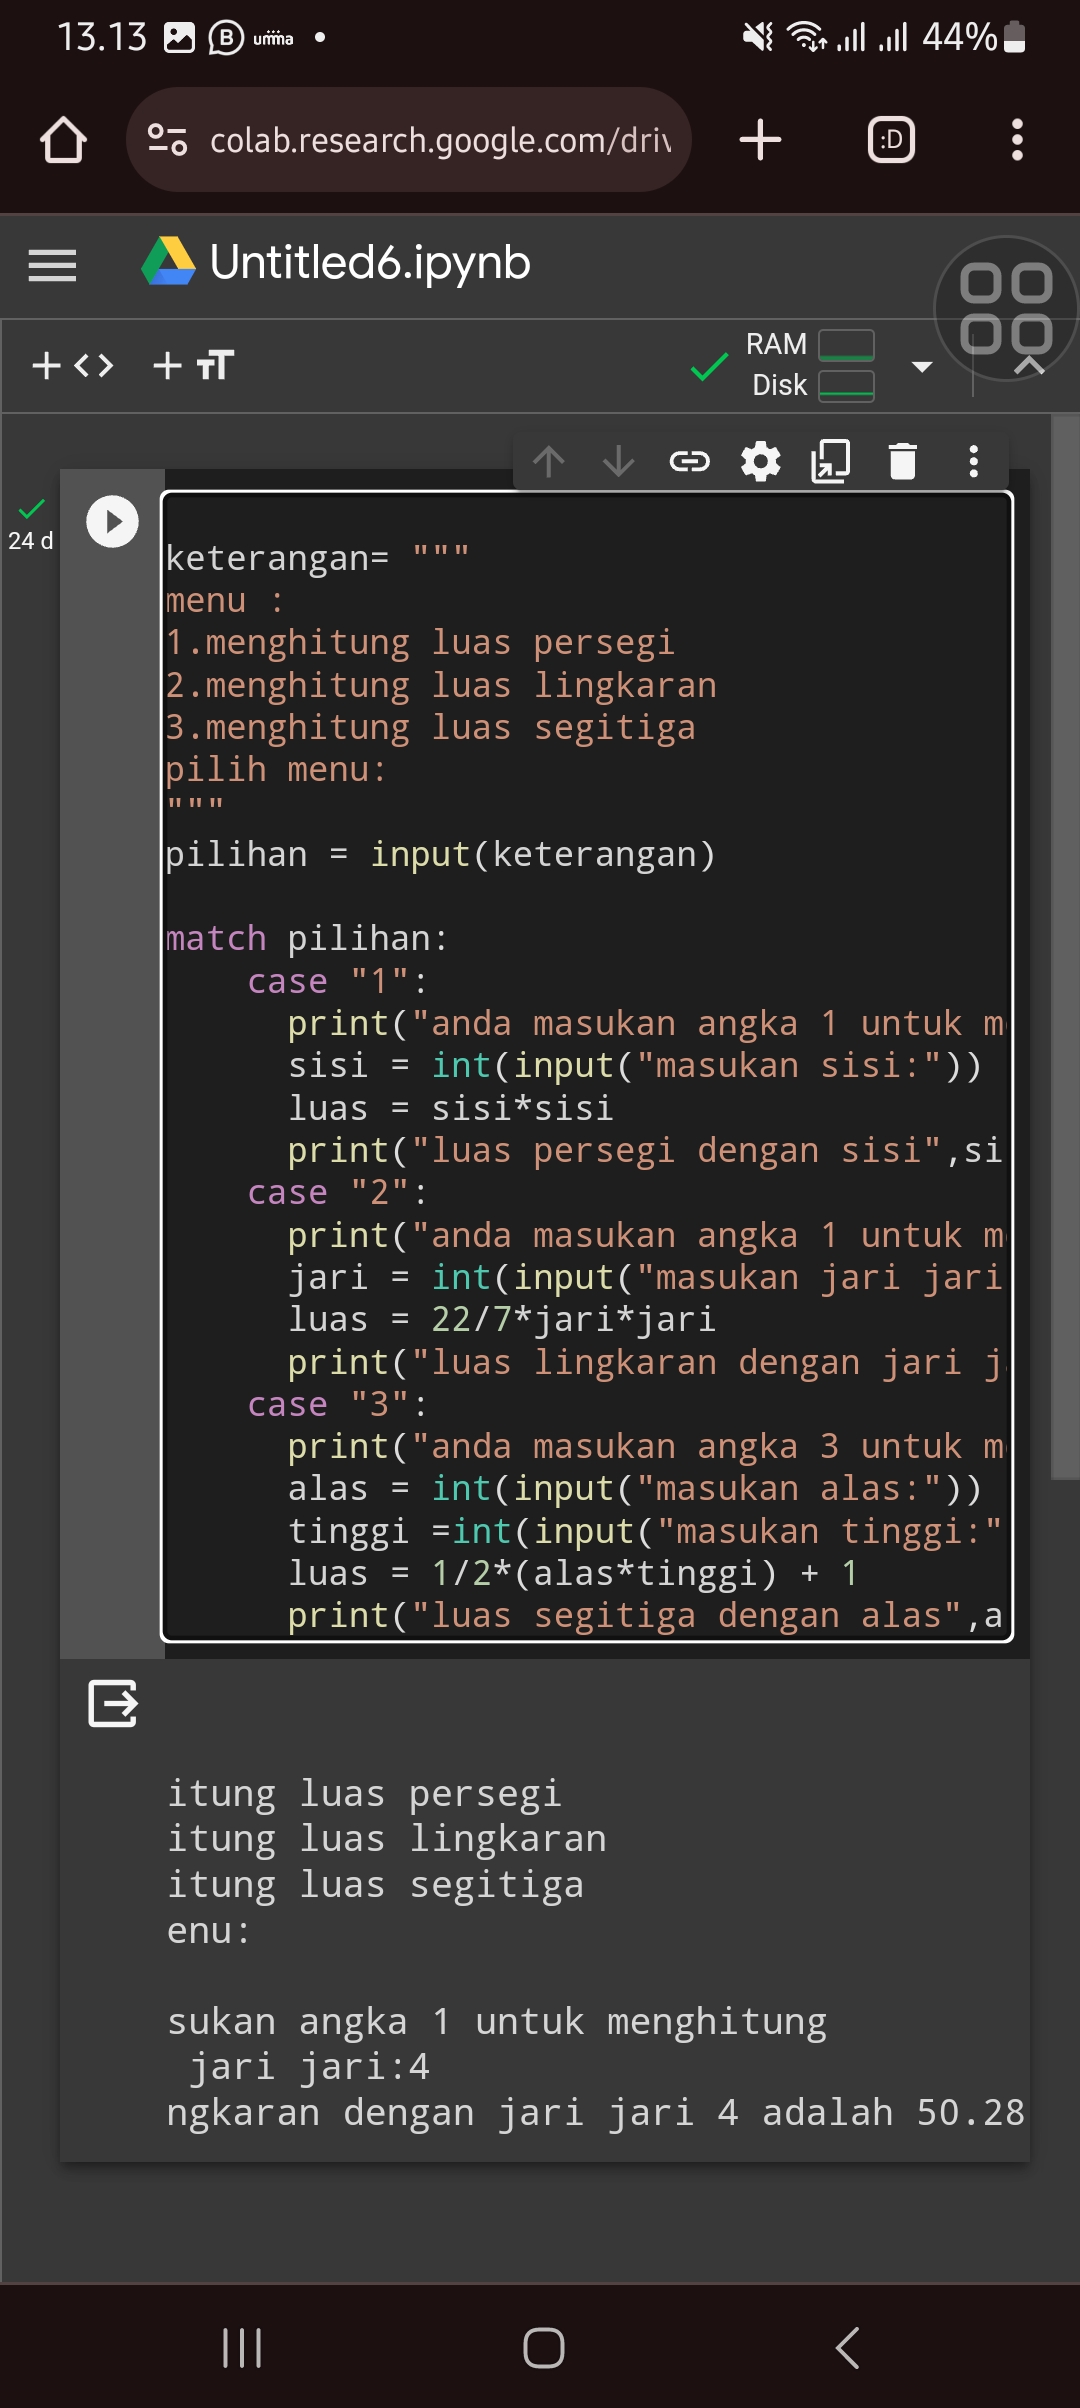 13.13
B
umma
44%
colab.research.google.com/driv
:D
Untitled6.ipynb
RAM
Disk
24 d
keterangan= """
menu :
1.menghitung luas persegi
2.menghitung luas lingkaran
3.menghitung luas segitiga
pilih menu:
"""
pilihan = input(keterangan)
match pilihan:
case "1":
print("anda masukan angka 1 untuk m
sisi = int(input("masukan sisi:"))
luas = sisi*sisi
print("luas persegi dengan sisi",si
case "2":
print("anda masukan angka 1 untuk m
jari = int(input("masukan jari jari
luas = 22/7*jari*jari
print("luas lingkaran dengan jari j
case "3":
print("anda masukan angka 3 untuk m
alas = int(input("masukan alas:"))
tinggi =int(input("masukan tinggi:"
luas = 1/2*(alas*tinggi) + 1
print("luas segitiga dengan alas",a
itung luas persegi
itung luas lingkaran
itung luas segitiga
enu:
sukan angka 1 untuk menghitung
jari jari:4
ngkaran dengan jari jari 4 adalah 50.28